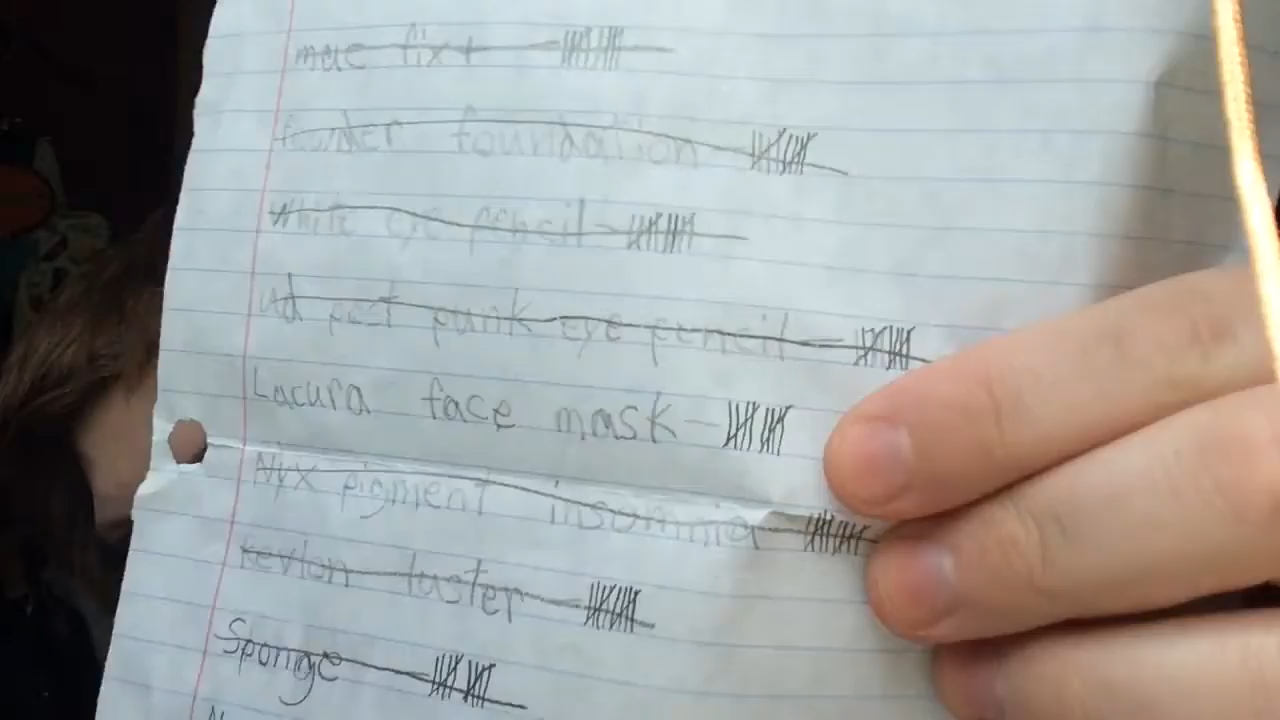 mac fix+ -
powder foundation
white eye pencil -
ud post punk eye pencil -
Lacura face mask -
Nyx pigment insomnia -
revlon luster -
Sponge